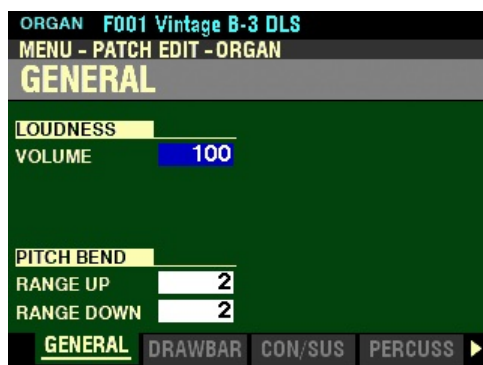 ORGAN F001 Vintage B-3 DLS
MENU - PATCH EDIT - ORGAN
GENERAL
LOUDNESS
VOLUME 100
PITCH BEND
RANGE UP 2
RANGE DOWN 2
GENERAL DRAWBAR CON/SUS PERCUSS